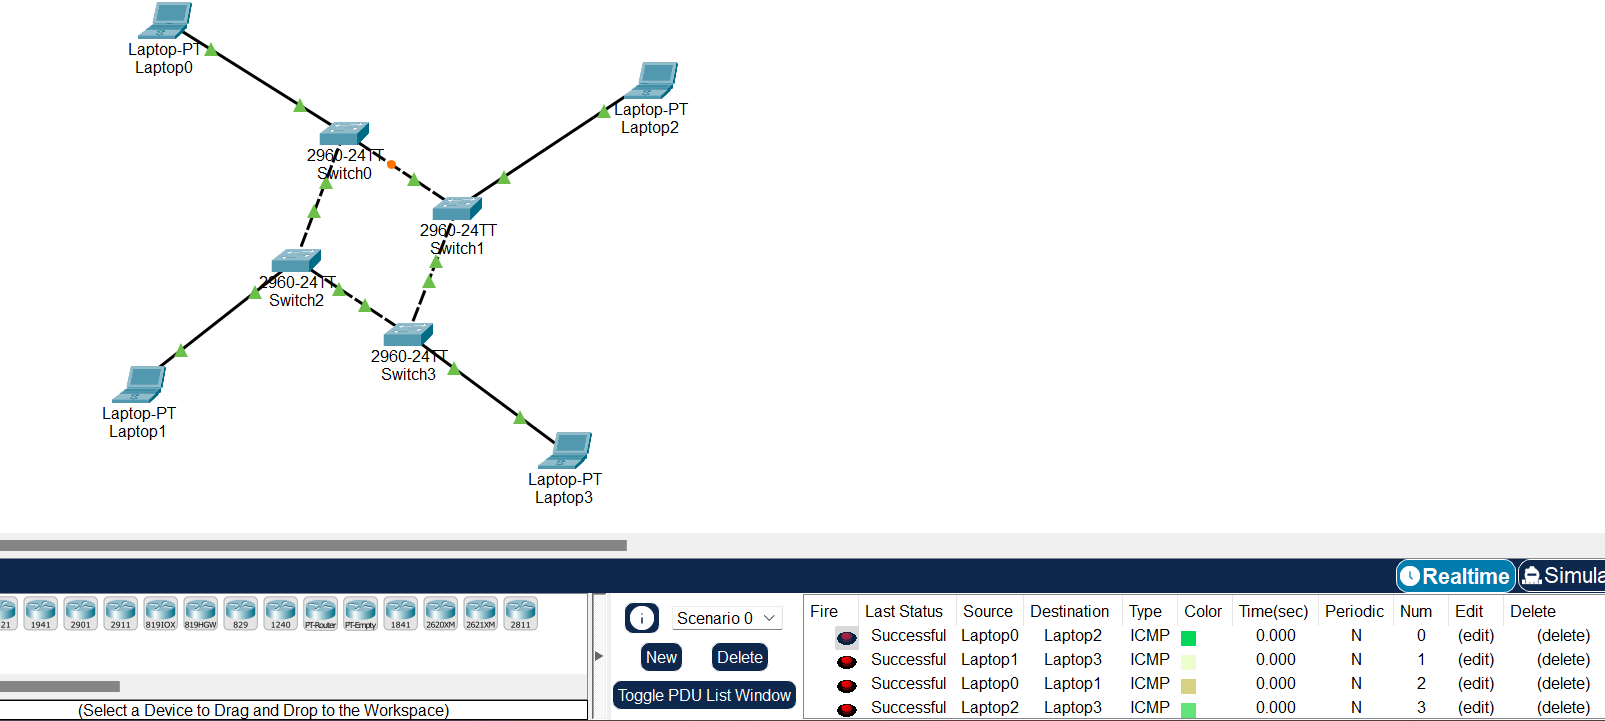 Laptop-PT
Laptop0
Laptop-PT
Laptop2
2960-24TT
Switch0
2960-24TT
Switch1
2960-24TT
Switch2
2960-24TT
Switch3
Laptop-PT
Laptop1
Laptop-PT
Laptop3
Realtime Simula
21 1941 2901 2911 819IOX 819HGW 829 1240 PT-Router PT-Empty 1841 2620XM 2621XM 2811
(Select a Device to Drag and Drop to the Workspace)
Scenario 0
New Delete
Toggle PDU List Window
Fire Last Status Source Destination Type Color Time(sec) Periodic Num Edit Delete
Successful Laptop0 Laptop2 ICMP 0.000 N 0 (edit) (delete)
Successful Laptop1 Laptop3 ICMP 0.000 N 1 (edit) (delete)
Successful Laptop0 Laptop1 ICMP 0.000 N 2 (edit) (delete)
Successful Laptop2 Laptop3 ICMP 0.000 N 3 (edit) (delete)